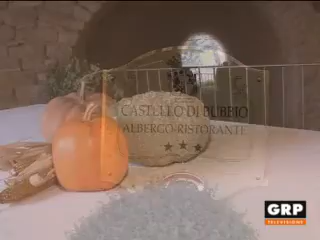 CASTELLO DI BUBBIO
ALBERGO RISTORANTE
GRP
TELEVISIONE